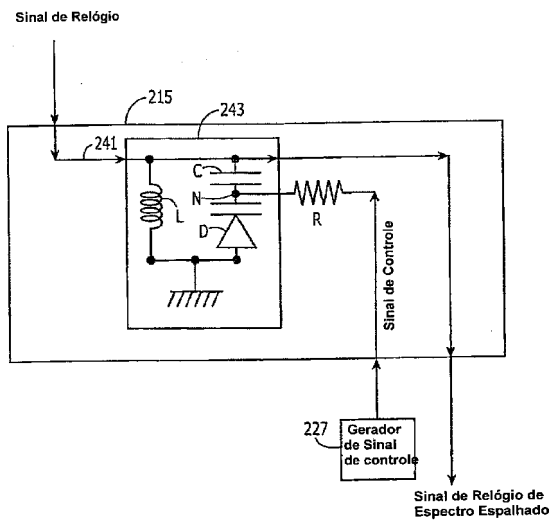 Sinal de Relógio
215
243
241
C
N
L
D
R
Sinal de Controle
227
Gerador
de Sinal
de controle
Sinal de Relógio de
Espectro Espalhado